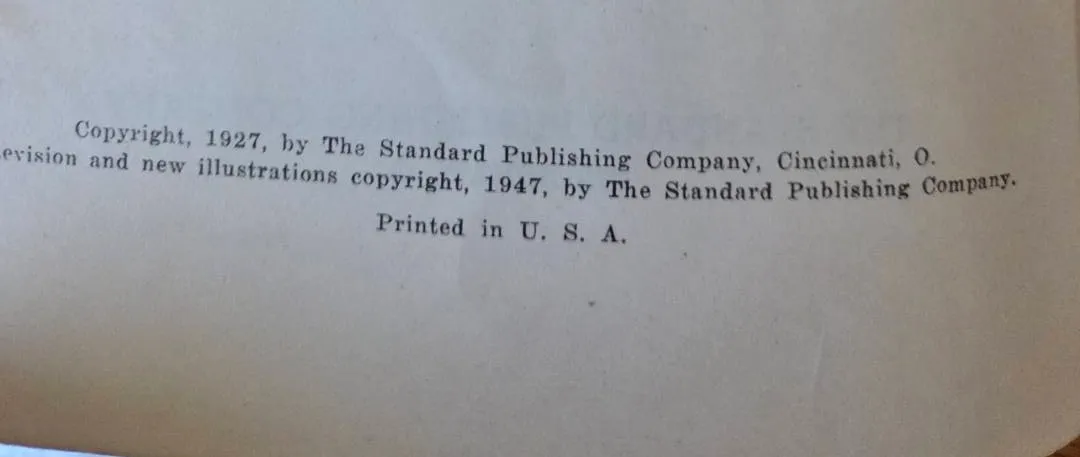 Copyright, 1927, by The Standard Publishing Company, Cincinnati, O.
evision and new illustrations copyright, 1947, by The Standard Publishing Company.
Printed in U. S. A.